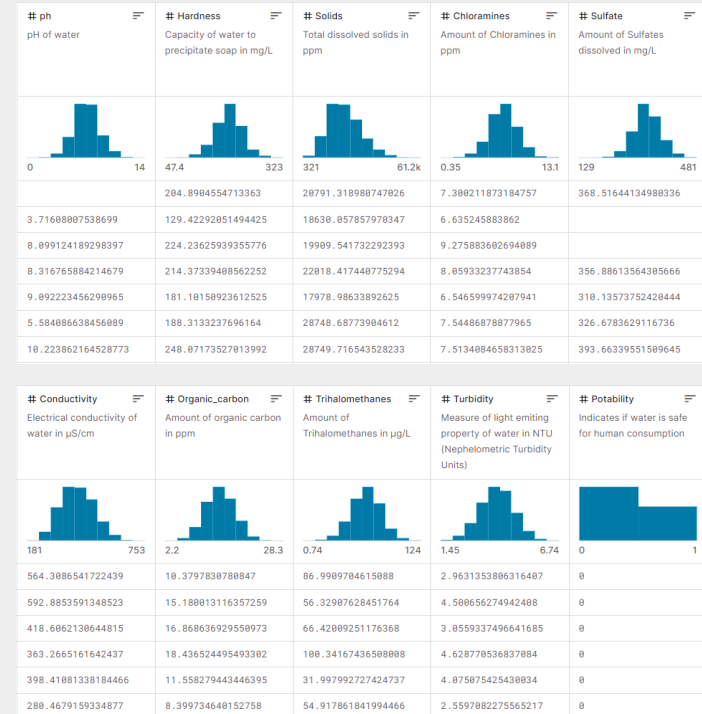 # ph # Hardness # Solids # Chloramines # Sulfate
pH of water Capacity of water to Total dissolved solids in Amount of Chloramines in Amount of Sulfates
precipitate soap in mg/L ppm ppm dissolved in mg/L
0 14 47.4 323 321 61.2k 0.35 13.1 129 481
204.8904554713363 20791.318980747026 7.300211873184757 368.51644134980336
3.71608007538699 129.42292051494425 18630.057857970347 6.635245883862
8.099124189298397 224.23625939355776 19909.541732292393 9.275883602694089
8.316765884214679 214.37339408562252 22018.417440775294 8.05933237743854 356.88613564305666
9.092223456290965 181.10150923612525 17978.98633892625 6.546599974207941 310.13573752420444
5.584086638456089 188.3133237696164 28748.68773904612 7.54486878877965 326.6783629116736
10.223862164528773 248.07173527013992 28749.716543528233 7.5134084658313025 393.66339551509645
# Conductivity # Organic_carbon # Trihalomethanes # Turbidity # Potability
Electrical conductivity of Amount of organic carbon Amount of Measure of light emiting Indicates if water is safe
water in μS/cm in ppm Trihalomethanes in μg/L property of water in NTU for human consumption
(Nephelometric Turbidity
Units)
181 753 2.2 28.3 0.74 124 1.45 6.74 0 1
564.3086541722439 10.3797830780847 86.9909704615088 2.9631353806316407 0
592.8853591348523 15.180013116357259 56.32907628451764 4.500656274942408 0
418.6062130644815 16.868636929550973 66.42009251176368 3.0559337496641685 0
363.2665161642437 18.436524495493302 100.34167436508008 4.628770536837084 0
398.41081338184466 11.558279443446395 31.997992727424737 4.075075425430034 0
280.4679159334877 8.399734640152758 54.917861841994466 2.5597082275565217 0